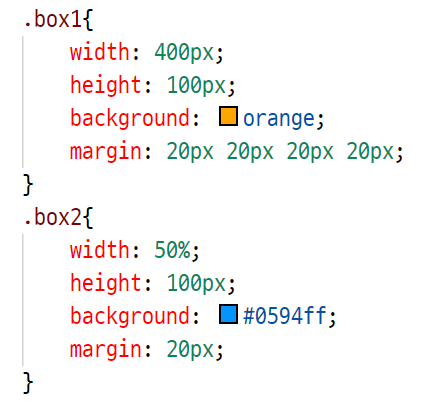 .box1{
width: 400px;
height: 100px;
background: orange;
margin: 20px 20px 20px 20px;
}
.box2{
width: 50%;
height: 100px;
background: #0594ff;
margin: 20px;
}